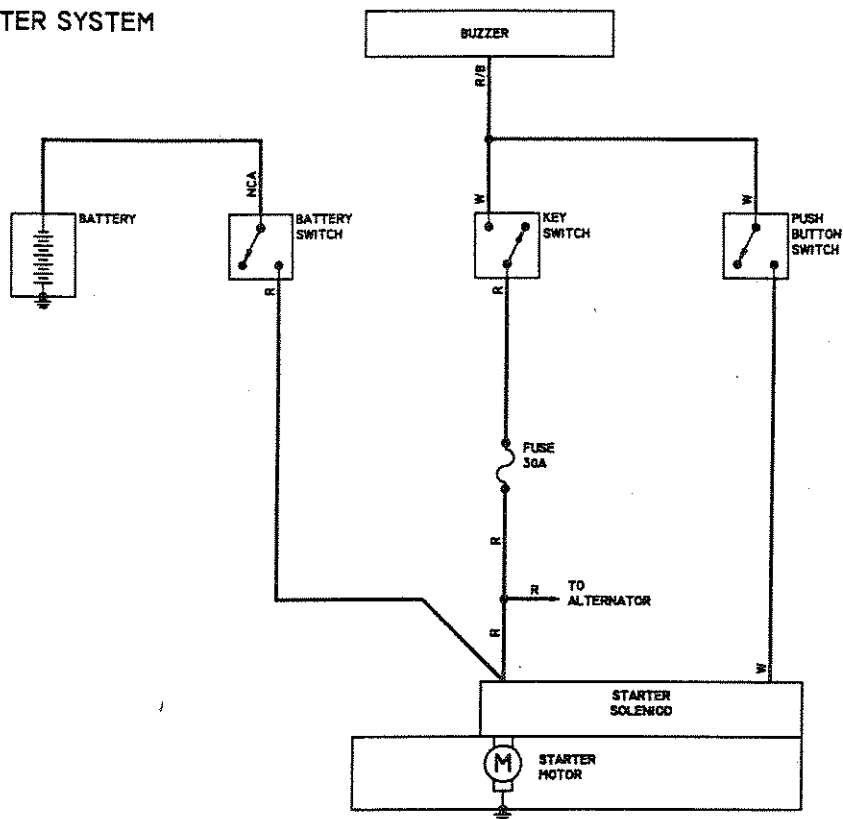 TER SYSTEM
BUZZER
R/B
NCA
W
W
BATTERY
BATTERY
SWITCH
KEY
SWITCH
PUSH
BUTTON
SWITCH
R
R
FUSE
30A
R
R
TO
ALTERNATOR
R
W
STARTER
SOLENIOD
M
STARTER
MOTOR